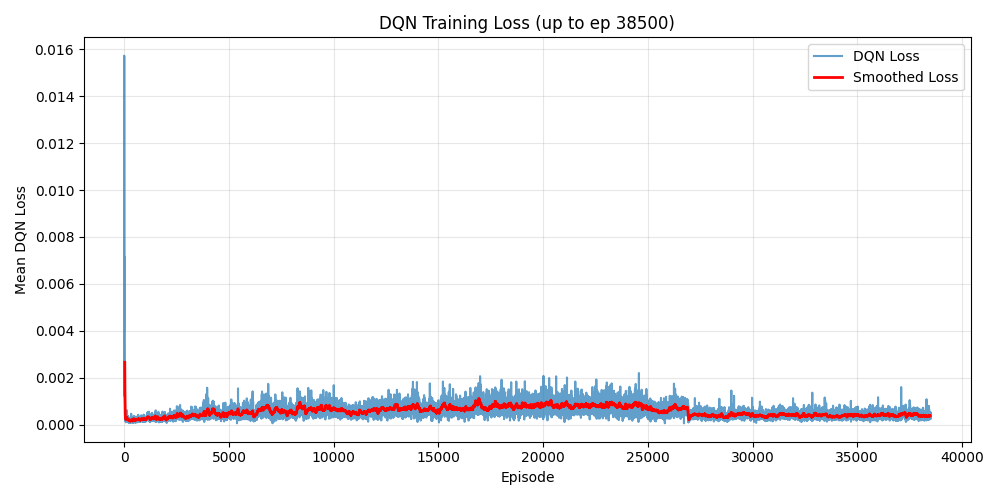 DQN Training Loss (up to ep 38500)
DQN Loss
Smoothed Loss
Mean DQN Loss
0.016
0.014
0.012
0.010
0.008
0.006
0.004
0.002
0.000
0 5000 10000 15000 20000 25000 30000 35000 40000
Episode